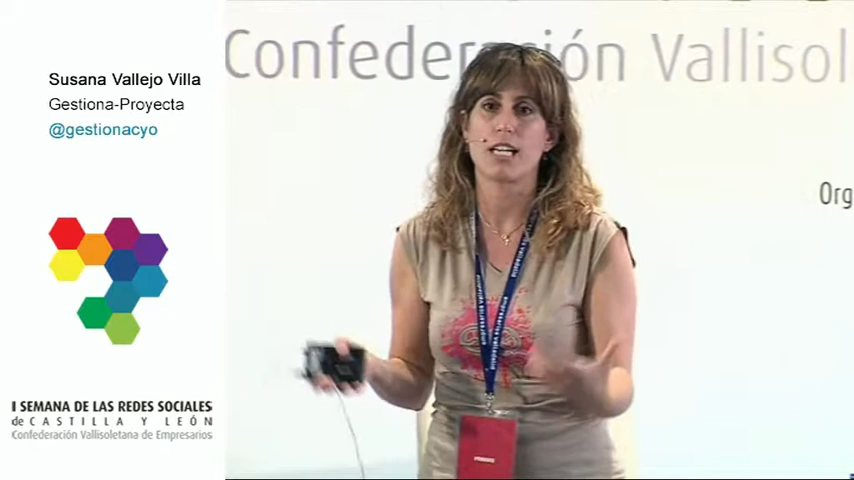 Susana Vallejo Villa
Gestiona-Proyecta
@gestionacyo
I SEMANA DE LAS REDES SOCIALES
de CASTILLA Y LEÓN
Confederación Vallisoletana de Empresarios
Confederación Vallisol
Org